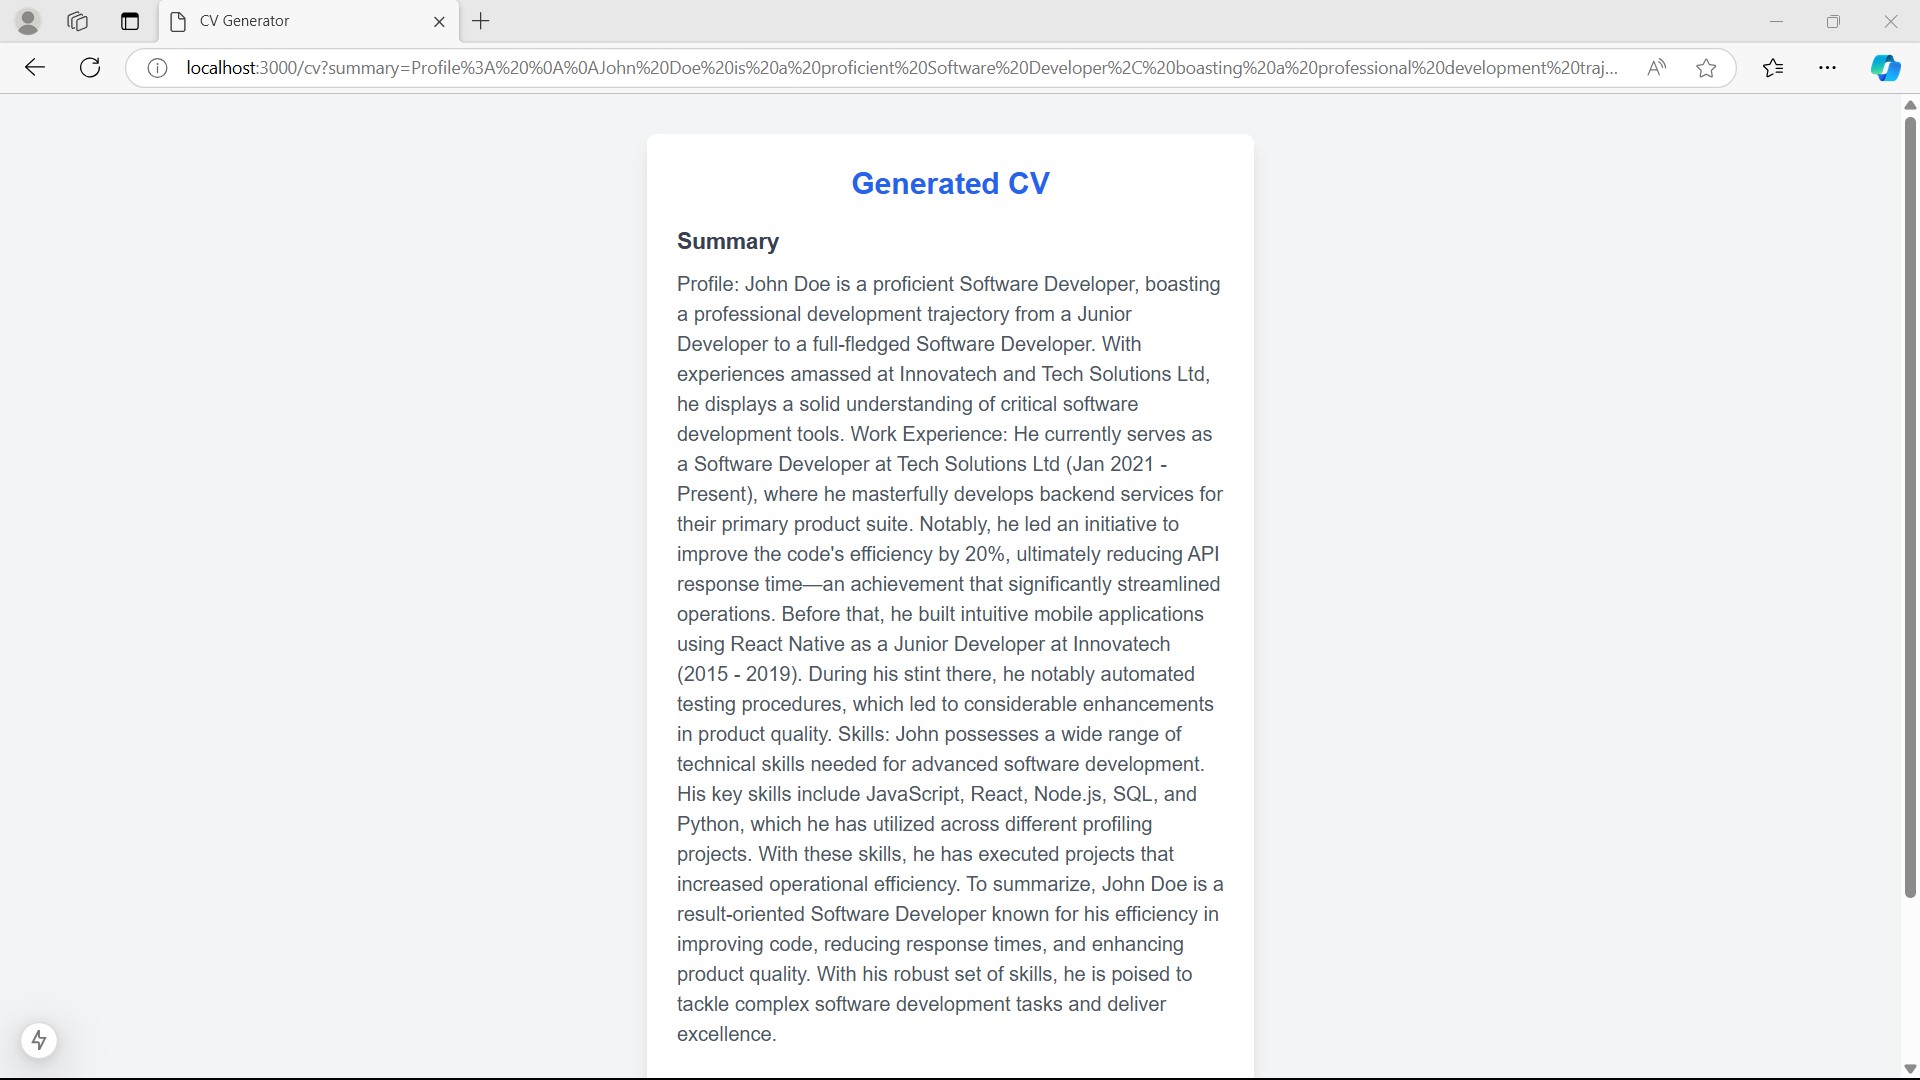 CV Generator
localhost:3000/cv?summary=Profile%3A%20%0A%0AJohn%20Doe%20is%20a%20proficient%20Software%20Developer%2C%20boasting%20a%20professional%20development%20traj...
Generated CV
Summary
Profile: John Doe is a proficient Software Developer, boasting
a professional development trajectory from a Junior
Developer to a full-fledged Software Developer. With
experiences amassed at Innovatech and Tech Solutions Ltd,
he displays a solid understanding of critical software
development tools. Work Experience: He currently serves as
a Software Developer at Tech Solutions Ltd (Jan 2021 -
Present), where he masterfully develops backend services for
their primary product suite. Notably, he led an initiative to
improve the code's efficiency by 20%, ultimately reducing API
response time—an achievement that significantly streamlined
operations. Before that, he built intuitive mobile applications
using React Native as a Junior Developer at Innovatech
(2015 - 2019). During his stint there, he notably automated
testing procedures, which led to considerable enhancements
in product quality. Skills: John possesses a wide range of
technical skills needed for advanced software development.
His key skills include JavaScript, React, Node.js, SQL, and
Python, which he has utilized across different profiling
projects. With these skills, he has executed projects that
increased operational efficiency. To summarize, John Doe is a
result-oriented Software Developer known for his efficiency in
improving code, reducing response times, and enhancing
product quality. With his robust set of skills, he is poised to
tackle complex software development tasks and deliver
excellence.